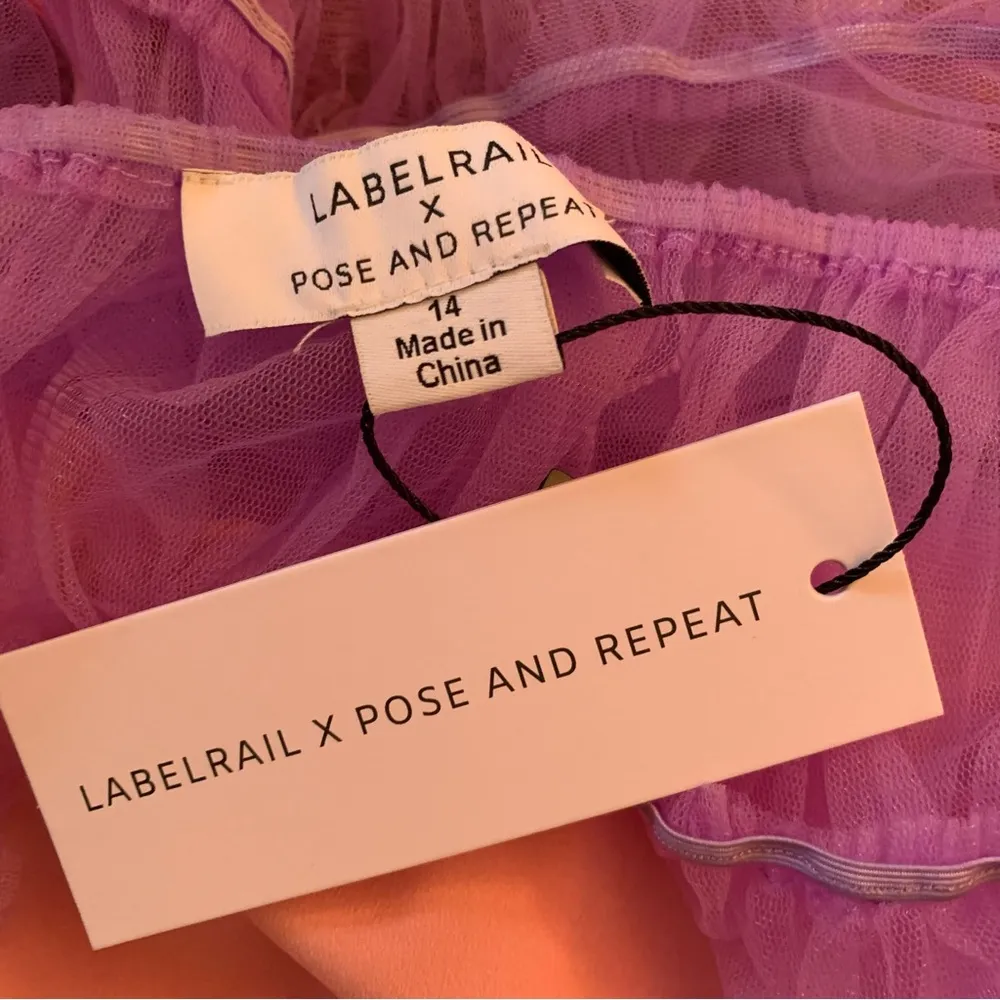 LABELRAIL
X
POSE AND REPEAT
14
Made in
China
LABELRAIL X POSE AND REPEAT